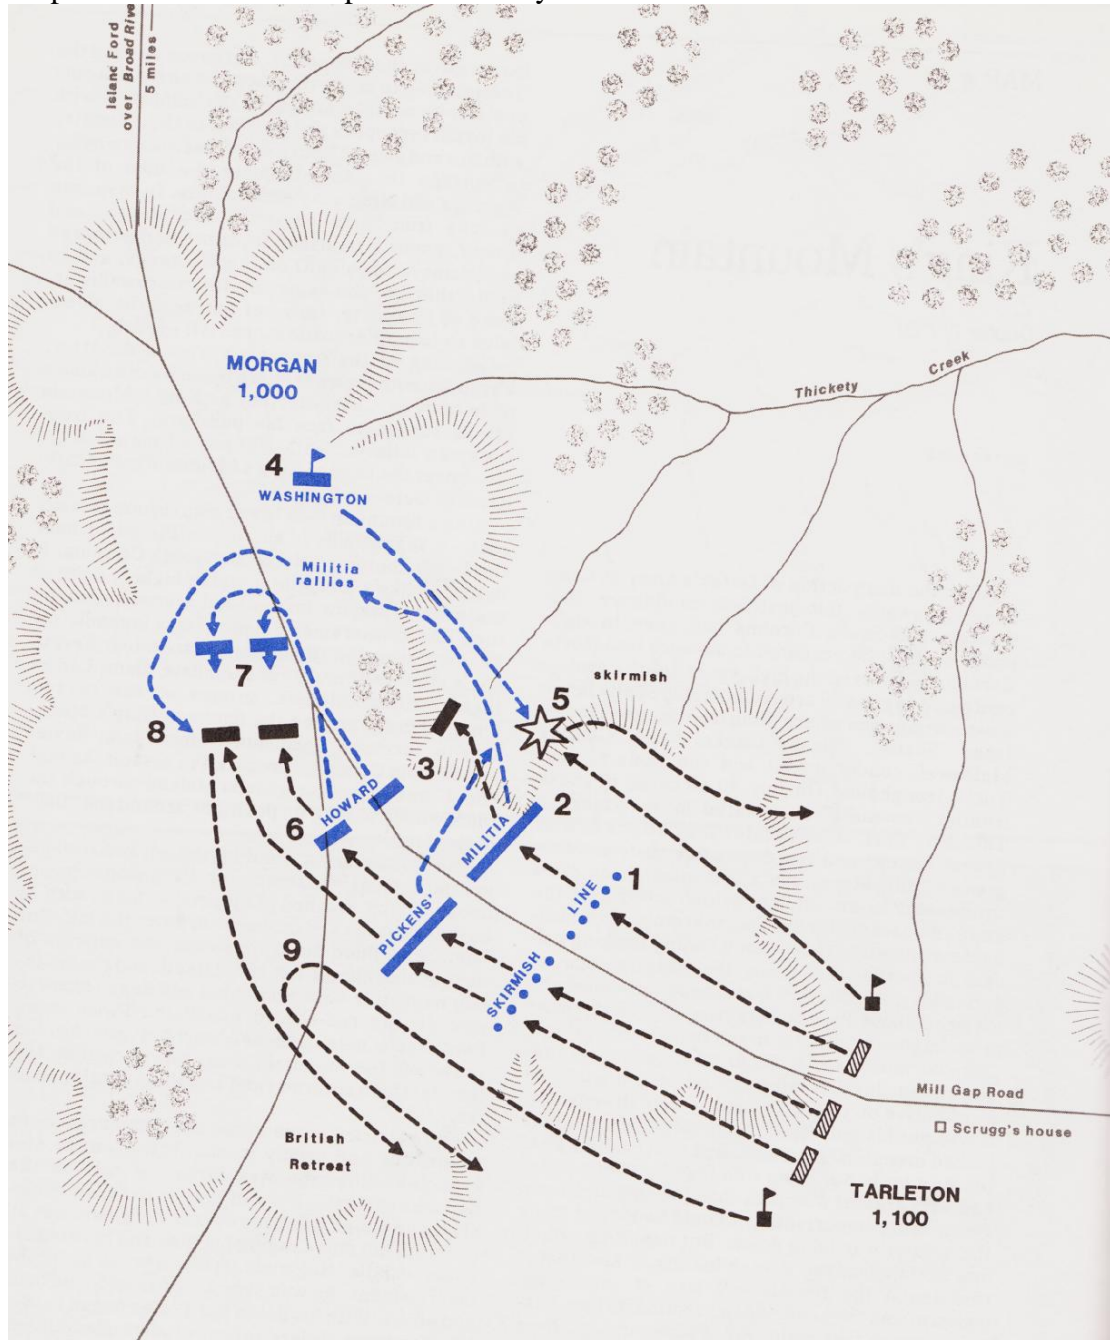 Islanc Ford
over Broad Rive
5 miles
MORGAN
1,000
Thickety Creek
4
WASHINGTON
Militia
rallies
7
8
skirmish
5
3
2
HOWARD
6
MILITIA
1
LINE
PICKENS'
9
SKIRMISH
Mill Gap Road
Scrugg's house
British
Retreat
TARLETON
1,100
Mountain